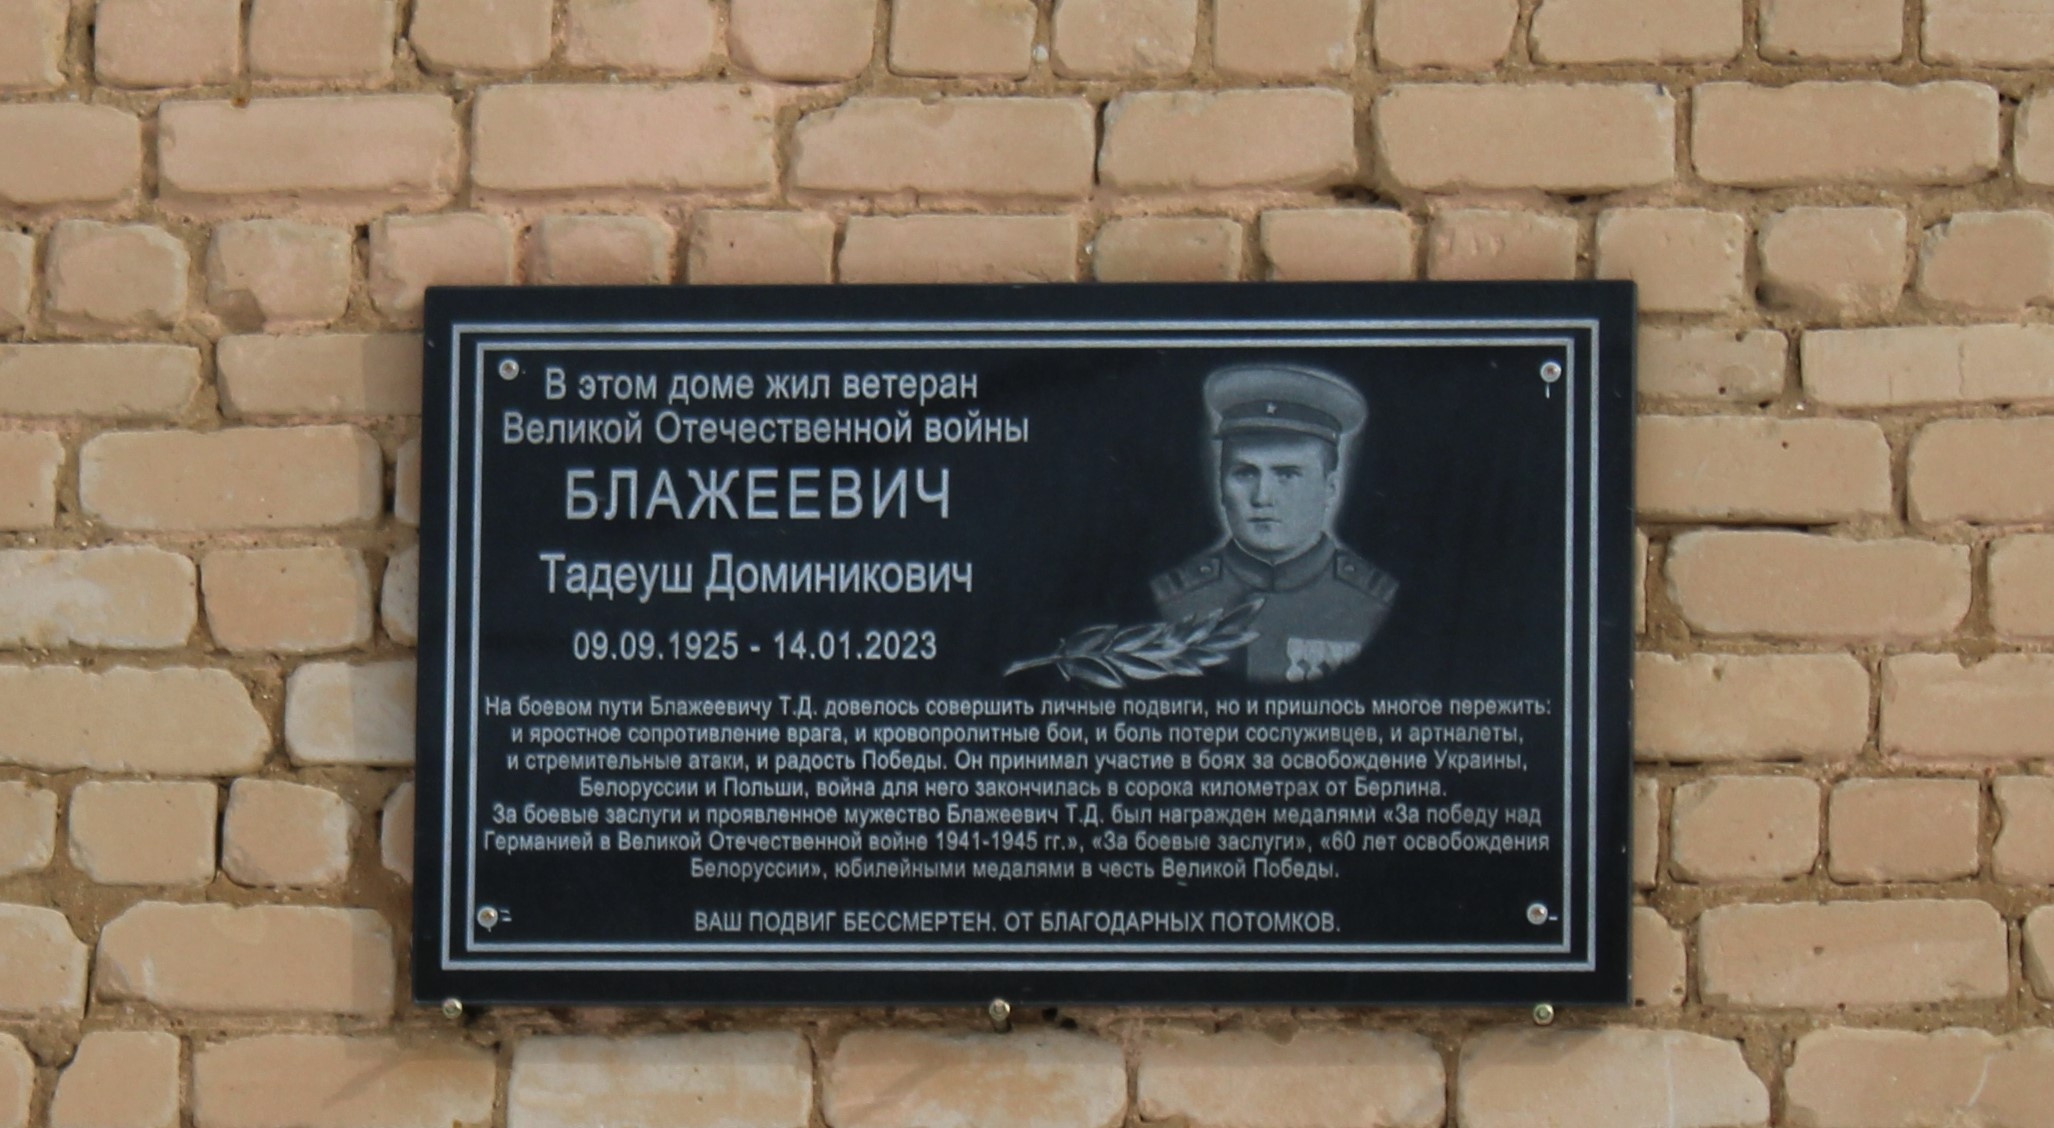 В этом доме жил ветеран
Великой Отечественной войны
БЛАЖЕЕВИЧ
Тадеуш Доминикович
09.09.1925 - 14.01.2023
На боевом пути Блажеевичу Т.Д. довелось совершить личные подвиги, но и пришлось многое пережить:
и яростное сопротивление врага, и кровопролитные бои, и боль потери сослуживцев, и артналеты,
и стремительные атаки, и радость Победы. Он принимал участие в боях за освобождение Украины,
Белоруссии и Польши, война для него закончилась в сорока километрах от Берлина.
За боевые заслуги и проявленное мужество Блажеевич Т.Д. был награжден медалями «За победу над
Германией в Великой Отечественной войне 1941-1945 гг.», «За боевые заслуги», «60 лет освобождения
Белоруссии», юбилейными медалями в честь Великой Победы.
ВАШ ПОДВИГ БЕССМЕРТЕН. ОТ БЛАГОДАРНЫХ ПОТОМКОВ.